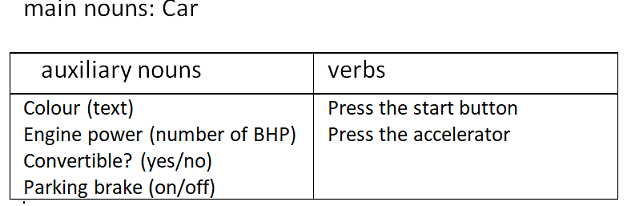 main nouns: Car
auxiliary nouns verbs
Colour (text) Press the start button
Engine power (number of BHP) Press the accelerator
Convertible? (yes/no)
Parking brake (on/off)